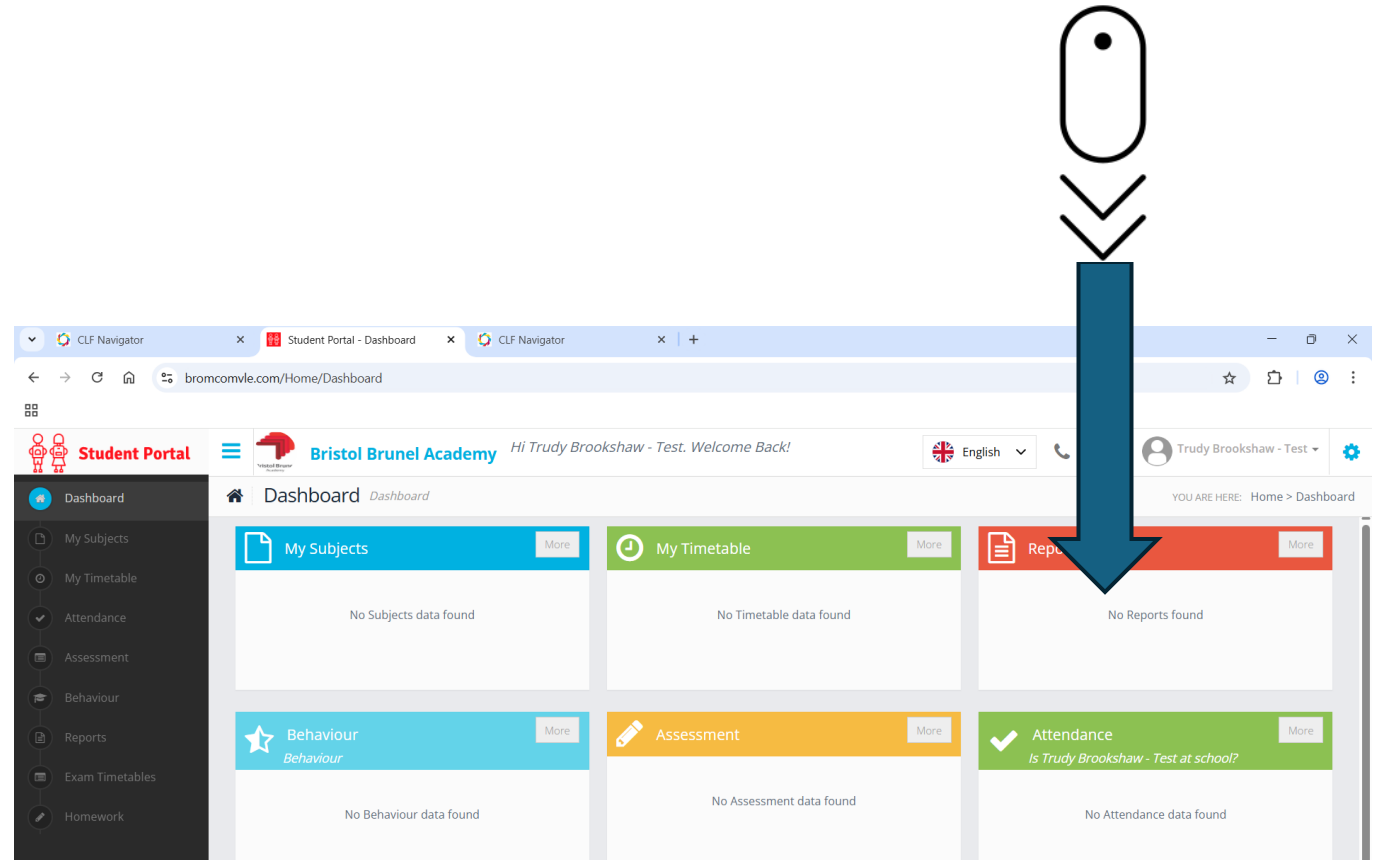 CLF Navigator
Student Portal - Dashboard
CLF Navigator
bromcomvle.com/Home/Dashboard
Student Portal
Bristol Brunel Academy
Hi Trudy Brookshaw - Test. Welcome Back!
English
Trudy Brookshaw - Test
Dashboard
Dashboard Dashboard
YOU ARE HERE: Home > Dashboard
My Subjects
My Timetable
Attendance
Assessment
Behaviour
Reports
Exam Timetables
Homework
My Subjects More
No Subjects data found
My Timetable More
No Timetable data found
More
No Reports found
Behaviour More
Behaviour
No Behaviour data found
Assessment More
No Assessment data found
Attendance More
Is Trudy Brookshaw - Test at school?
No Attendance data found